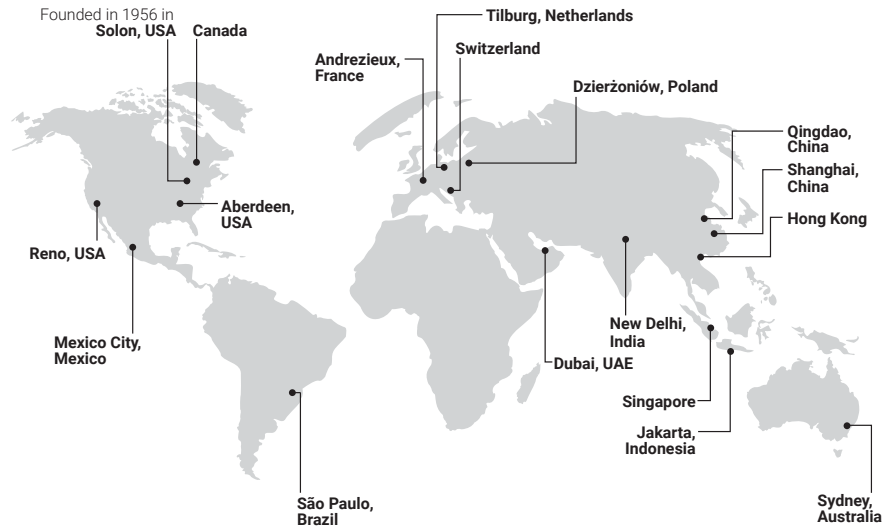 Founded in 1956 in
Solon, USA
Canada
Tilburg, Netherlands
Switzerland
Andrezieux,
France
Dzierżoniów, Poland
Qingdao,
China
Shanghai,
China
Hong Kong
Aberdeen,
USA
Reno, USA
Mexico City,
Mexico
New Delhi,
India
Dubai, UAE
Singapore
Jakarta,
Indonesia
São Paulo,
Brazil
Sydney,
Australia